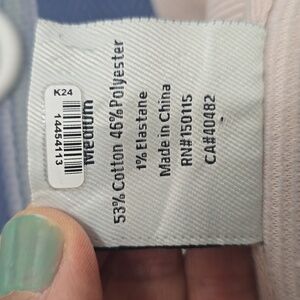 K24
14454113
Medium
53% Cotton 46% Polyester
1% Elastane
Made in China
RN#150115
CA#40482